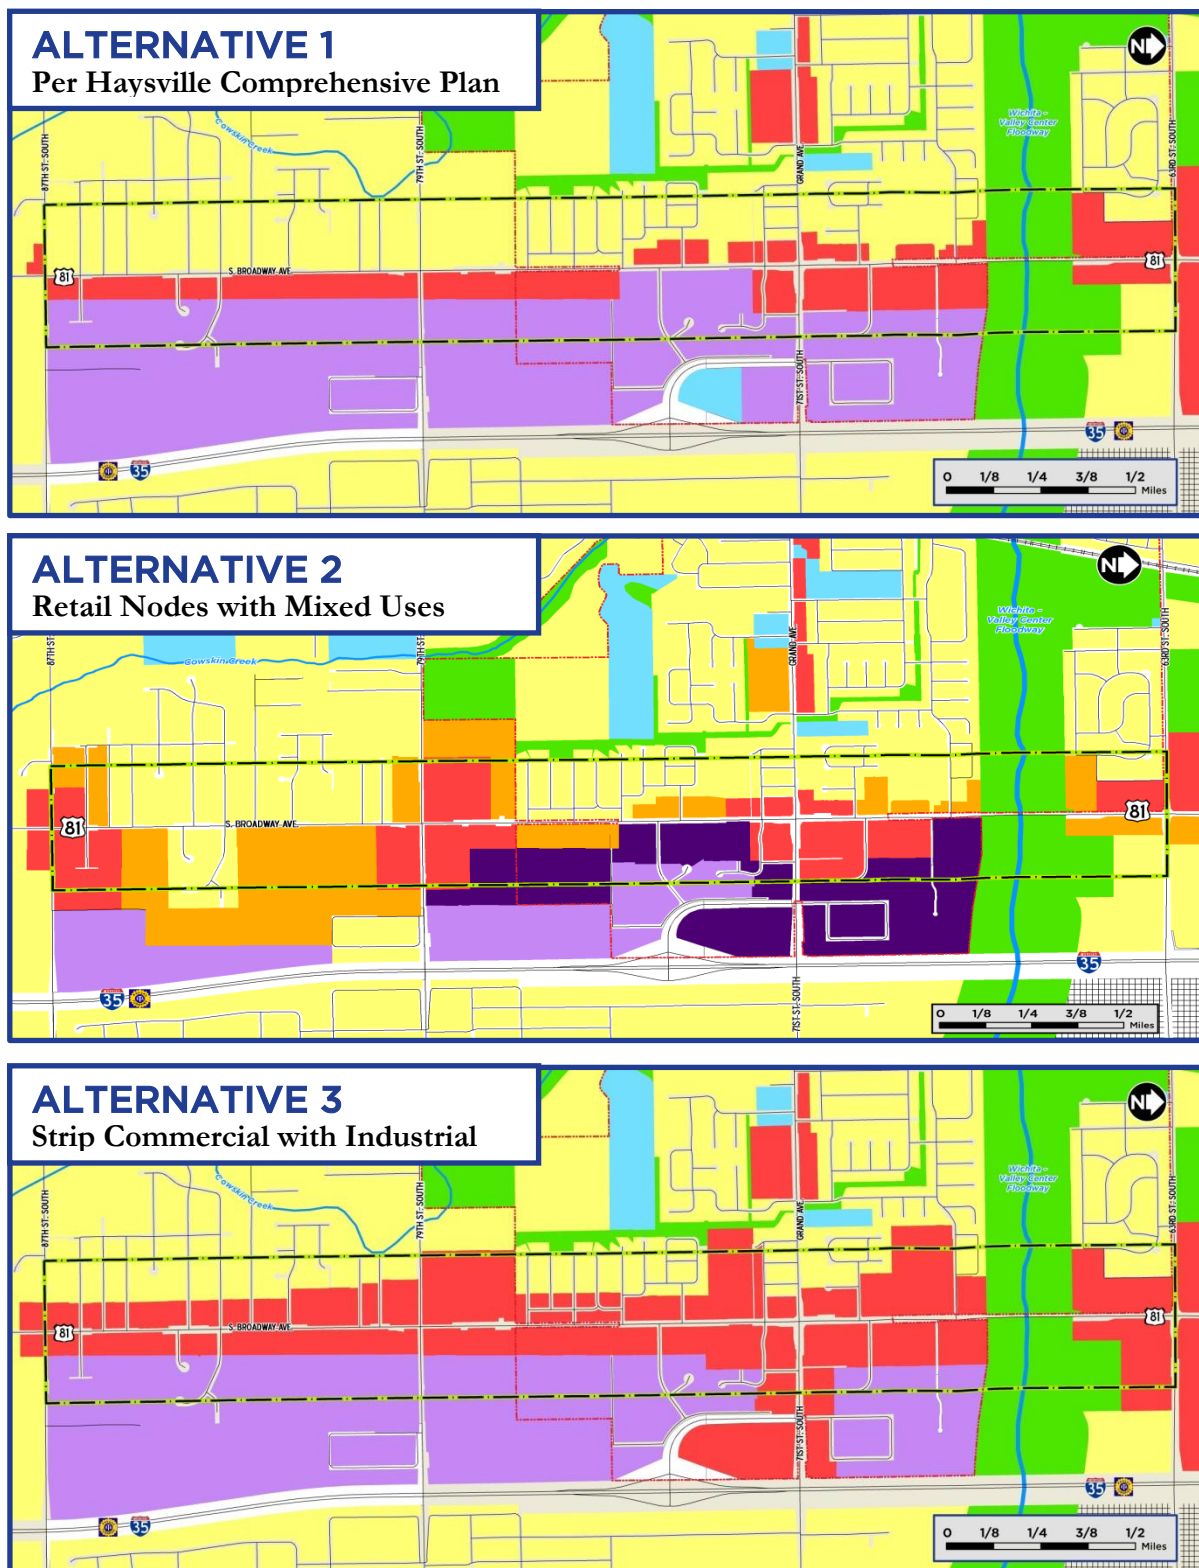 ALTERNATIVE 1
Per Haysville Comprehensive Plan
N
Cowskin Creek
87TH ST. SOUTH
79TH ST. SOUTH
GRAND AVE.
Wichita -
Valley Center
Floodway
63RD ST. SOUTH
81
S. BROADWAY AVE.
81
71ST ST. SOUTH
35
35
0 1/8 1/4 3/8 1/2
Miles
ALTERNATIVE 2
Retail Nodes with Mixed Uses
N
Cowskin Creek
87TH ST.
79TH ST.
GRAND AVE.
Wichita -
Valley Center
Floodway
63RD ST. SOUTH
81
S. BROADWAY AVE.
81
71ST ST. SOUTH
35
35
0 1/8 1/4 3/8 1/2
Miles
ALTERNATIVE 3
Strip Commercial with Industrial
N
Cowskin Creek
87TH ST. SOUTH
79TH ST. SOUTH
GRAND AVE.
Wichita -
Valley Center
Floodway
63RD ST. SOUTH
81
S. BROADWAY AVE.
81
71ST ST. SOUTH
35
35
0 1/8 1/4 3/8 1/2
Miles